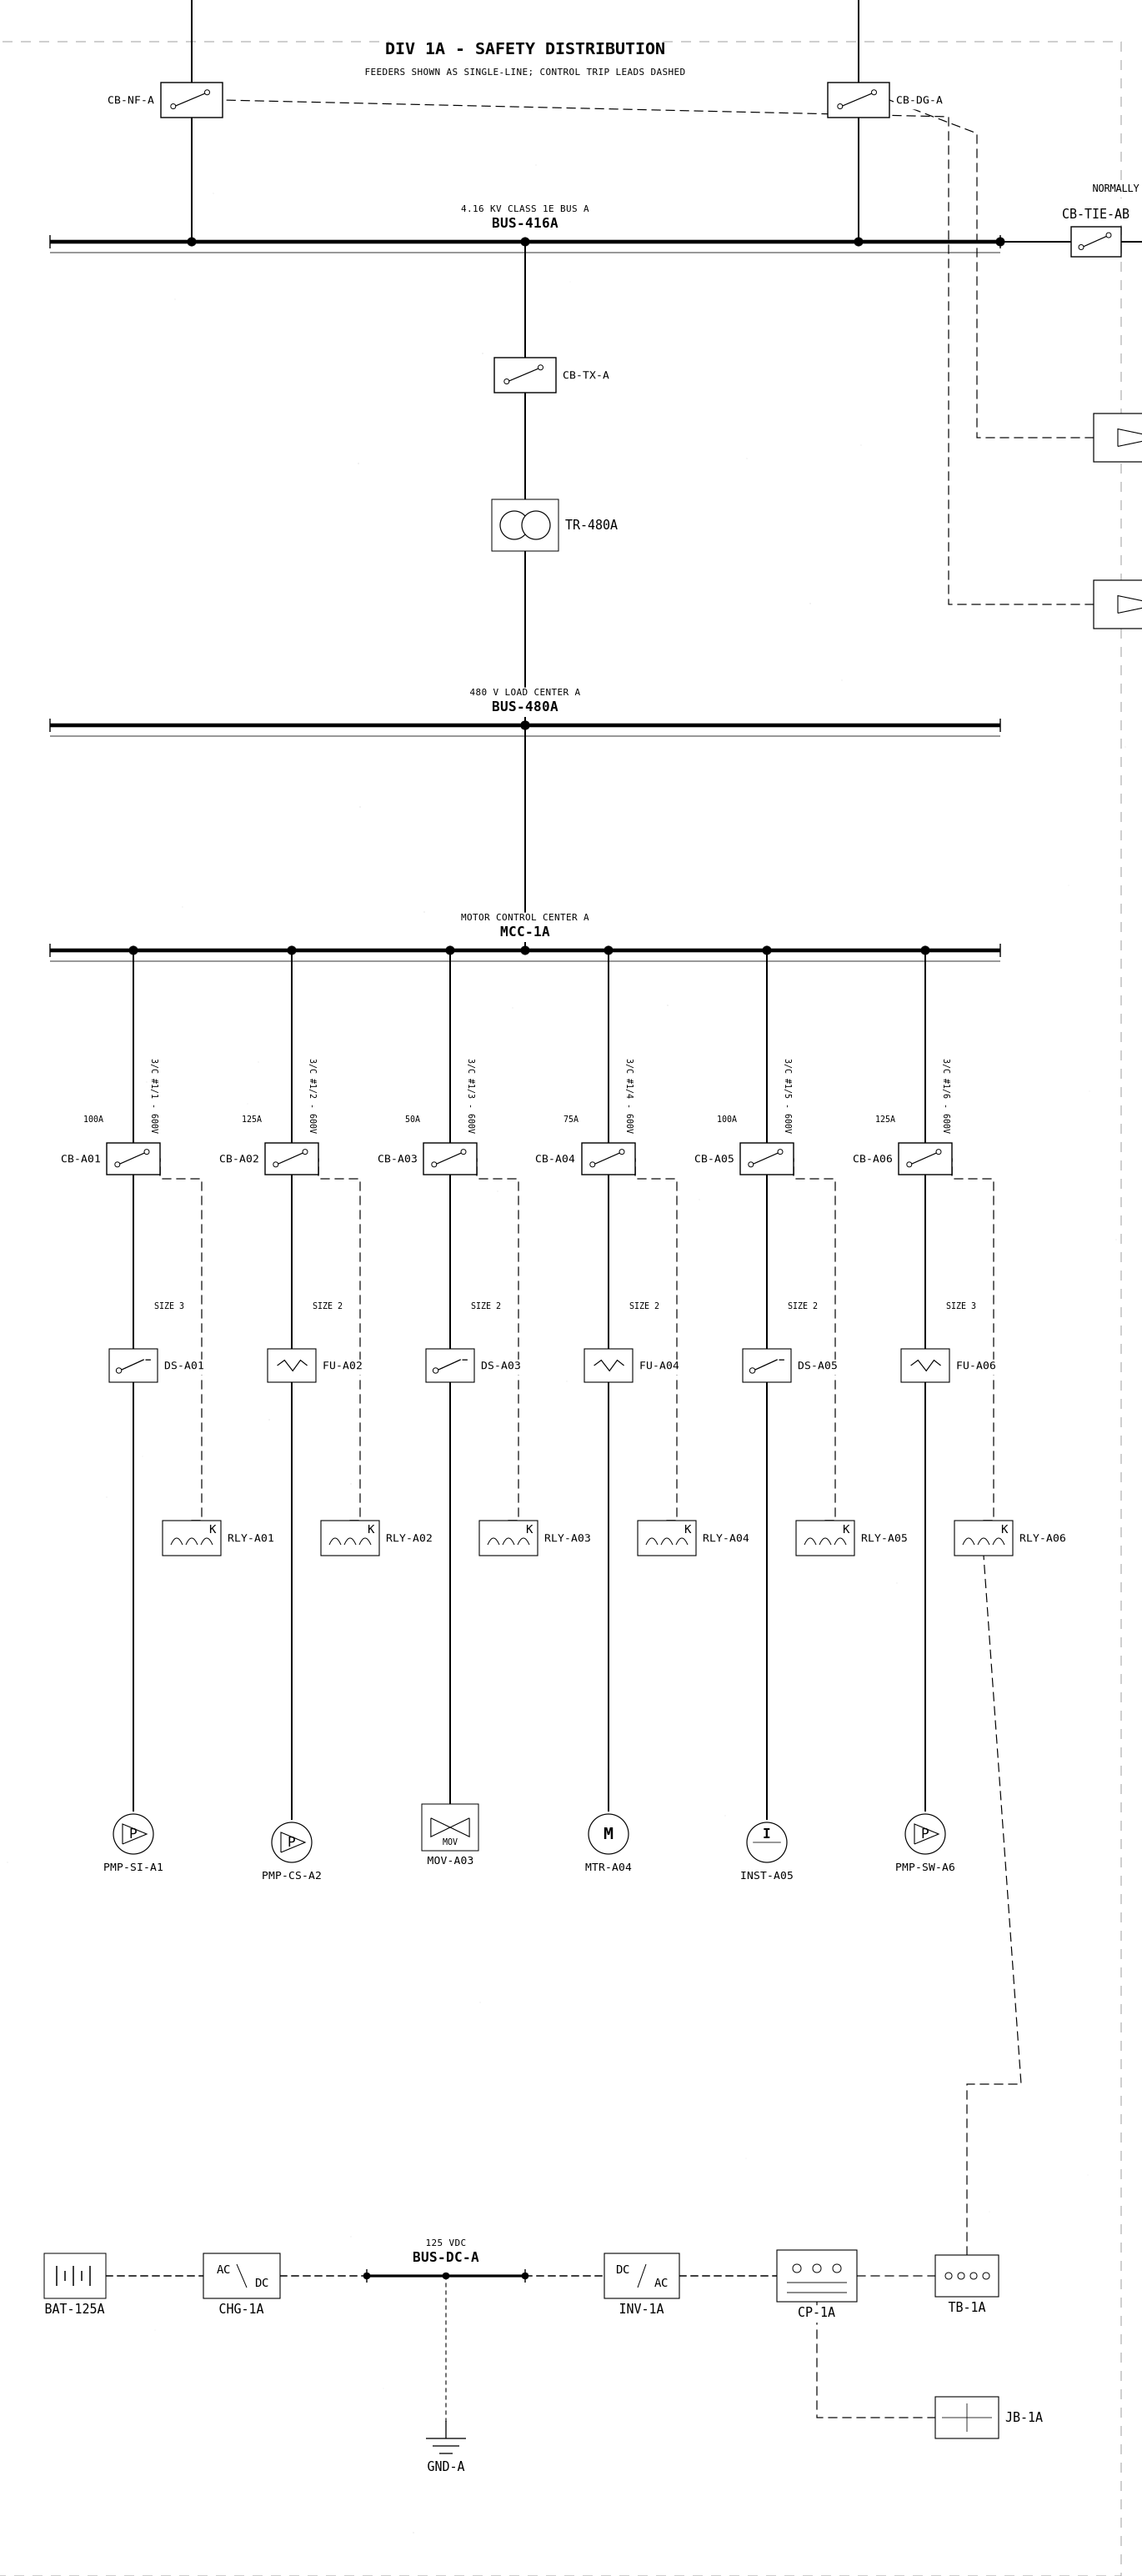 DIV 1A - SAFETY DISTRIBUTION
FEEDERS SHOWN AS SINGLE-LINE; CONTROL TRIP LEADS DASHED
CB-NF-A
CB-DG-A
NORMALLY
CB-TIE-AB
4.16 KV CLASS 1E BUS A
BUS-416A
CB-TX-A
TR-480A
480 V LOAD CENTER A
BUS-480A
MOTOR CONTROL CENTER A
MCC-1A
3/C #1/1 - 600V
3/C #1/2 - 600V
3/C #1/3 - 600V
3/C #1/4 - 600V
3/C #1/5 - 600V
3/C #1/6 - 600V
100A
125A
50A
75A
100A
125A
CB-A01
CB-A02
CB-A03
CB-A04
CB-A05
CB-A06
SIZE 3
SIZE 2
SIZE 2
SIZE 2
SIZE 2
SIZE 3
DS-A01
FU-A02
DS-A03
FU-A04
DS-A05
FU-A06
K
RLY-A01
K
RLY-A02
K
RLY-A03
K
RLY-A04
K
RLY-A05
K
RLY-A06
P
PMP-SI-A1
P
PMP-CS-A2
MOV
MOV-A03
M
MTR-A04
I
INST-A05
P
PMP-SW-A6
BAT-125A
AC
DC
CHG-1A
125 VDC
BUS-DC-A
DC
AC
INV-1A
CP-1A
TB-1A
JB-1A
GND-A